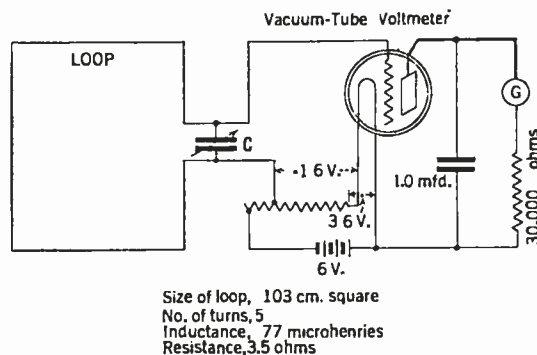 Vacuum-Tube Voltmeter
LOOP
G
C
-1 6 V.
3 6 V.
1.0 mfd.
30,000 ohms
6 V.
Size of loop, 103 cm. square
No. of turns, 5
Inductance, 77 microhenries
Resistance, 3.5 ohms